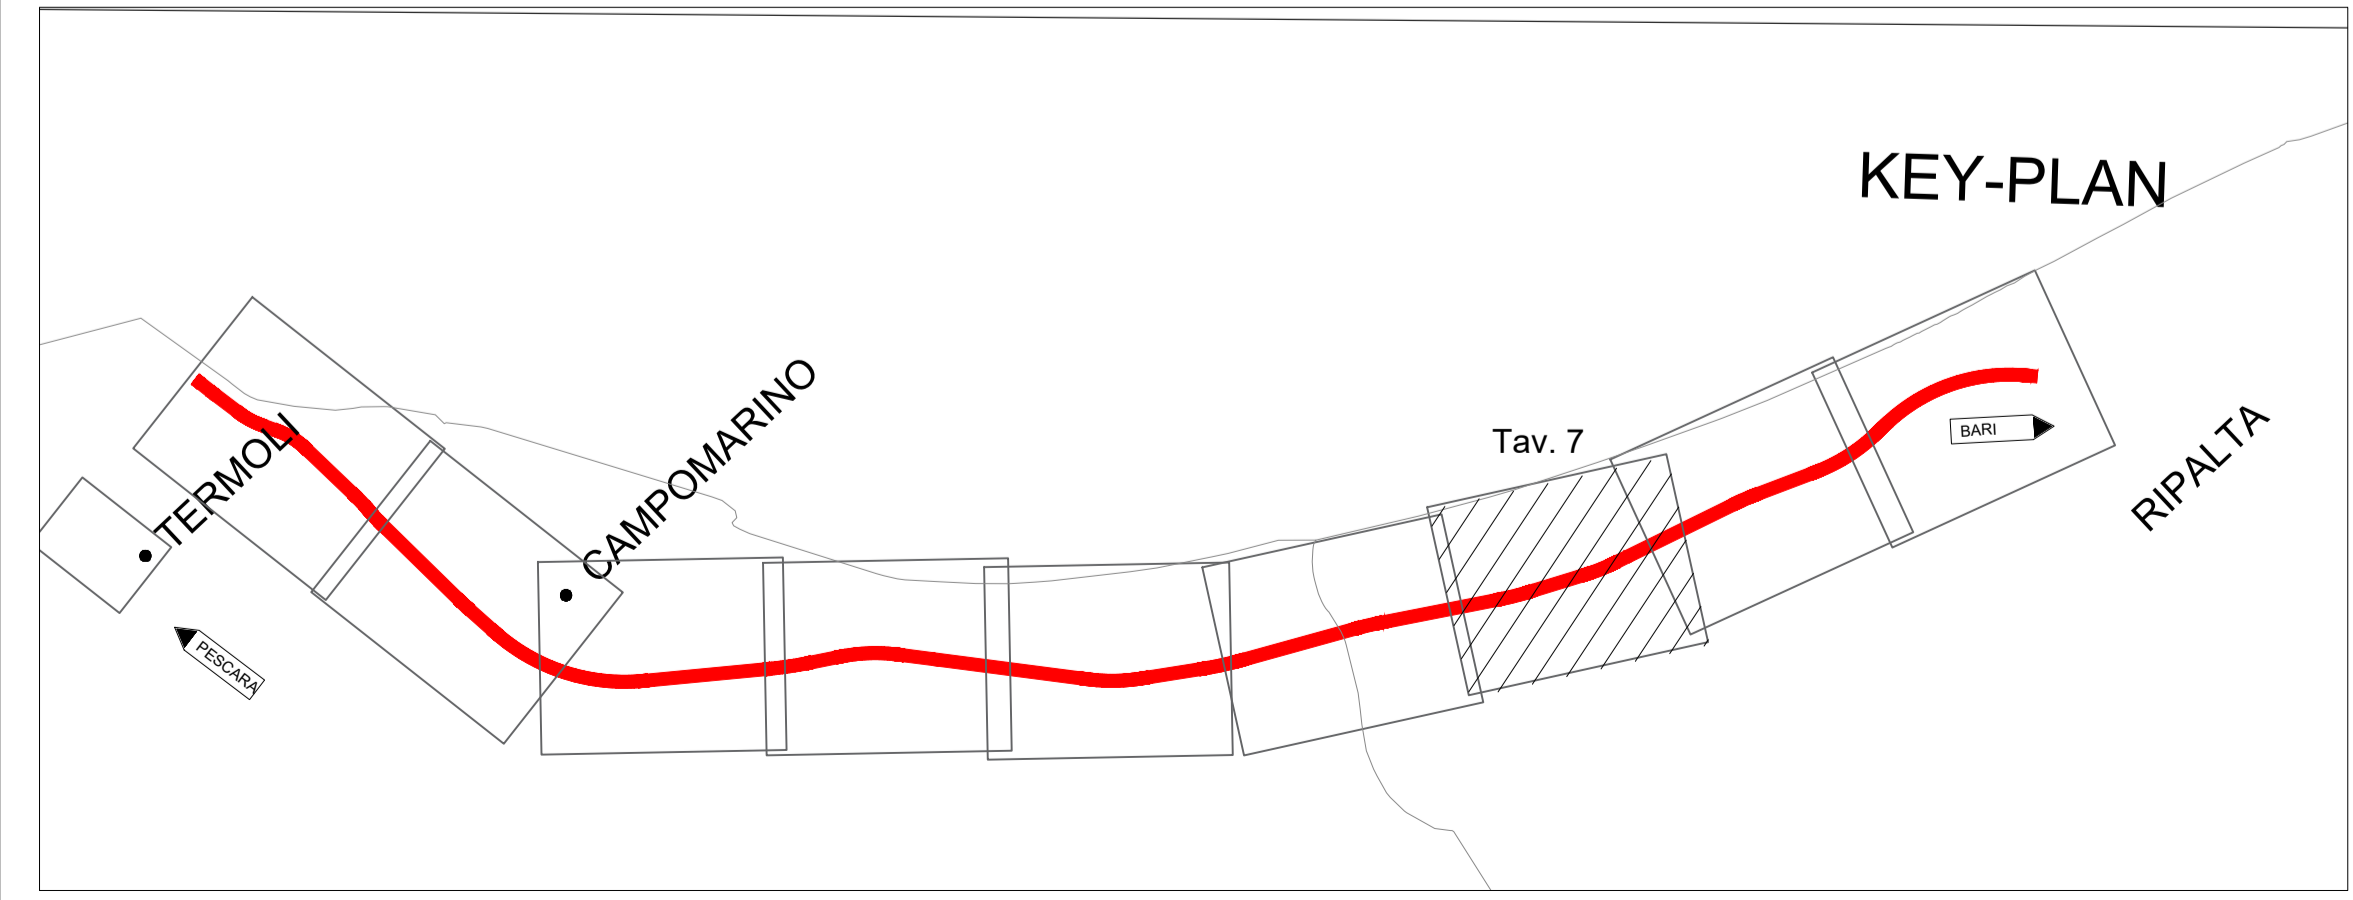 KEY-PLAN
TERMOLI
CAMPOMARINO
Tav. 7
BARI
RIPALTA
PESCARA